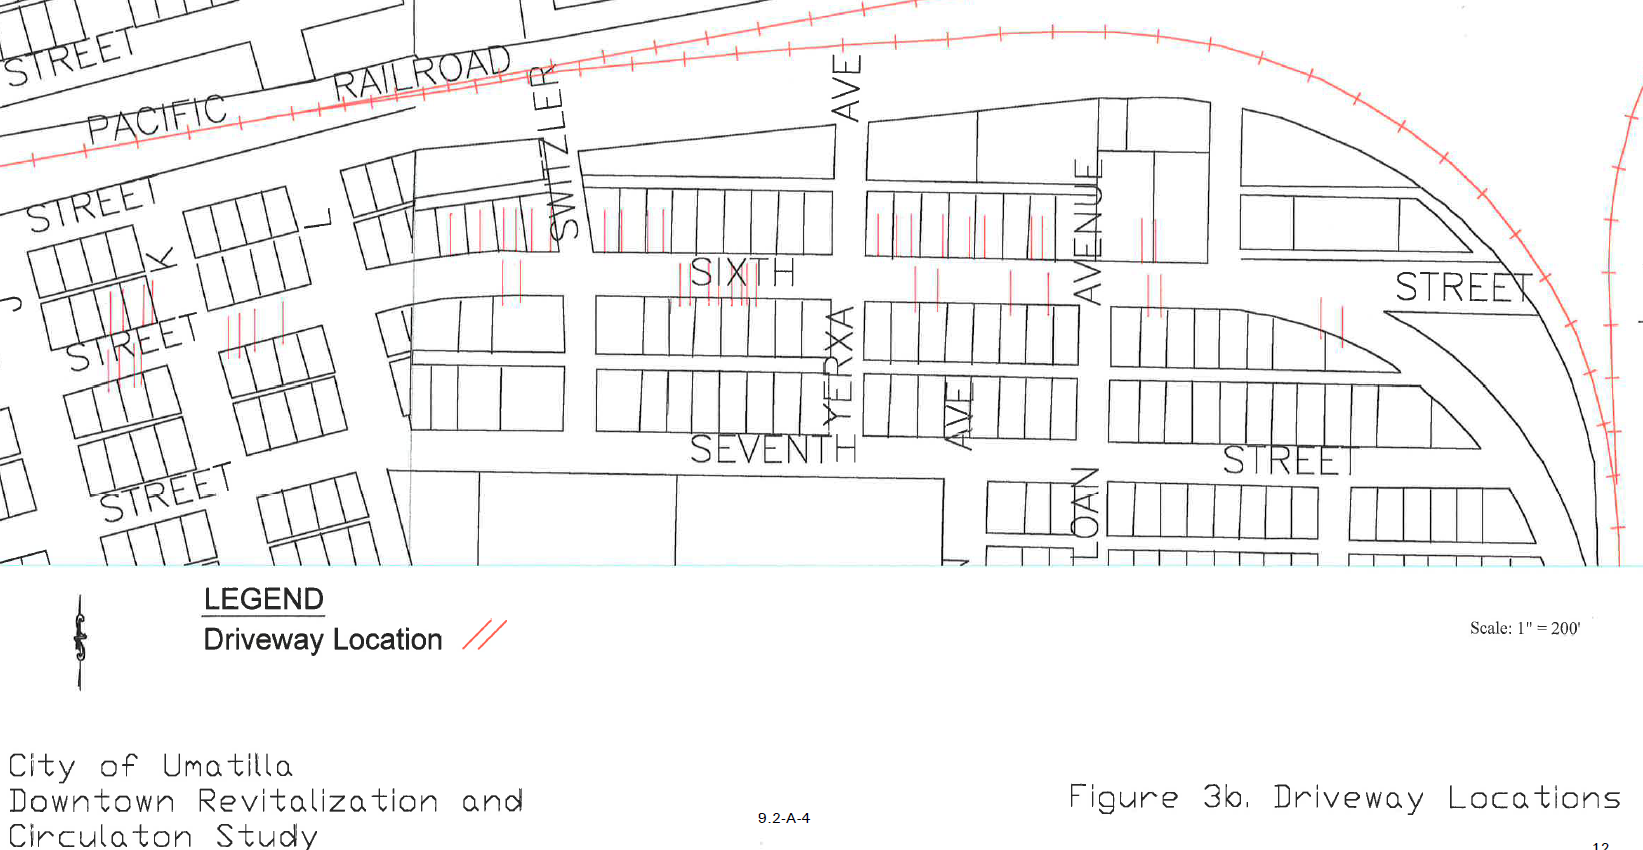 STREET
PACIFIC RAILROAD
SWITZLER
AVE
STREET
K
L
AVENUE
SIXTH
STREET
J
STREET
YERXA
AVE
SEVENTH
STREET
STREET
LOAN
LEGEND
Driveway Location
Scale: 1" = 200'
City of Umatilla
Downtown Revitalization and
Circulaton Study
9.2-A-4
Figure 3b. Driveway Locations
12